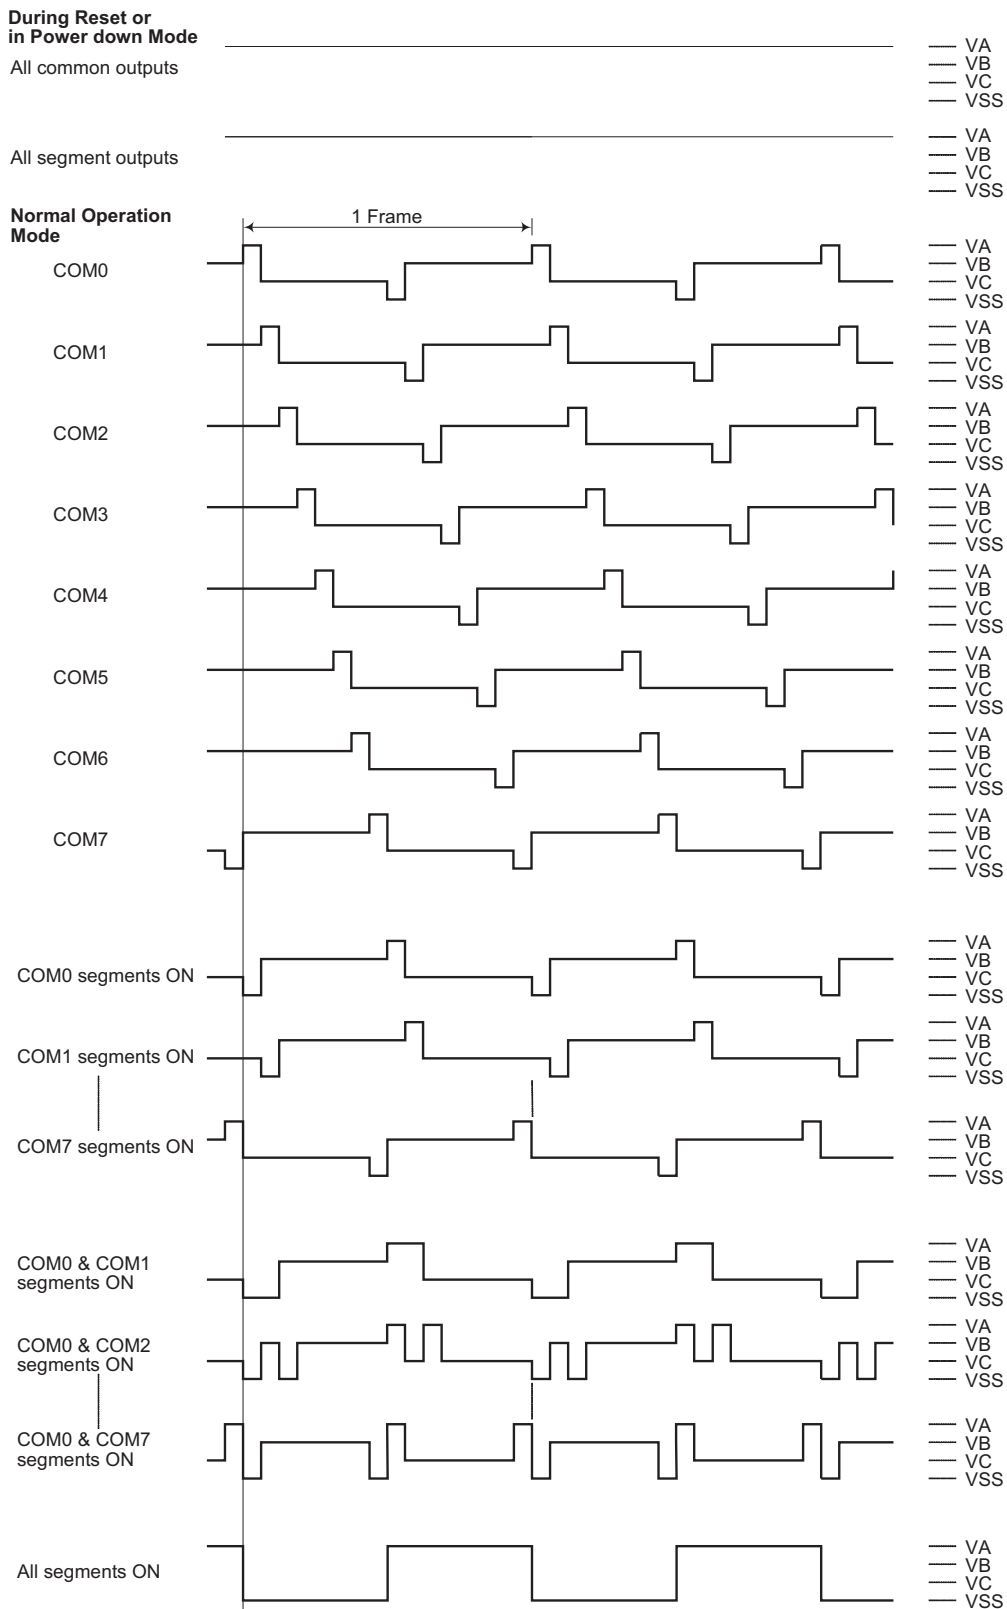 During Reset or
in Power down Mode
All common outputs
VA
VB
VC
VSS
All segment outputs
VA
VB
VC
VSS
Normal Operation
Mode
1 Frame
COM0
VA
VB
VC
VSS
COM1
VA
VB
VC
VSS
COM2
VA
VB
VC
VSS
COM3
VA
VB
VC
VSS
COM4
VA
VB
VC
VSS
COM5
VA
VB
VC
VSS
COM6
VA
VB
VC
VSS
COM7
VA
VB
VC
VSS
COM0 segments ON
VA
VB
VC
VSS
COM1 segments ON
VA
VB
VC
VSS
COM7 segments ON
VA
VB
VC
VSS
COM0 & COM1
segments ON
VA
VB
VC
VSS
COM0 & COM2
segments ON
VA
VB
VC
VSS
COM0 & COM7
segments ON
VA
VB
VC
VSS
All segments ON
VA
VB
VC
VSS